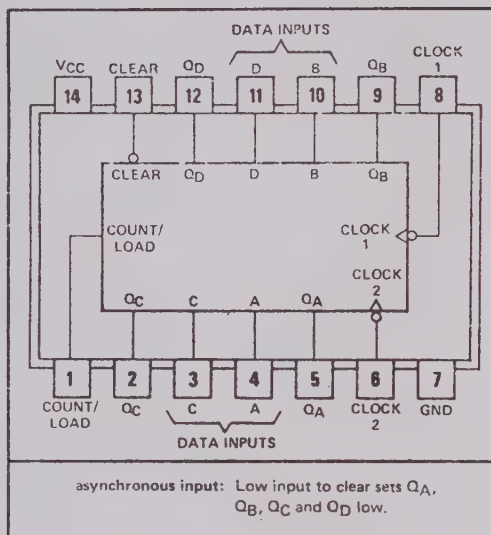 DATA INPUTS
VCC CLEAR QD D B QB CLOCK 1
14 13 12 11 10 9 8
CLEAR QD D B QB
COUNT/ LOAD
CLOCK 1
CLOCK 2
QC C A QA
1 2 3 4 5 6 7
COUNT/ LOAD QC C A QA CLOCK 2 GND
DATA INPUTS
asynchronous input: Low input to clear sets QA,
QB, QC and QD low.